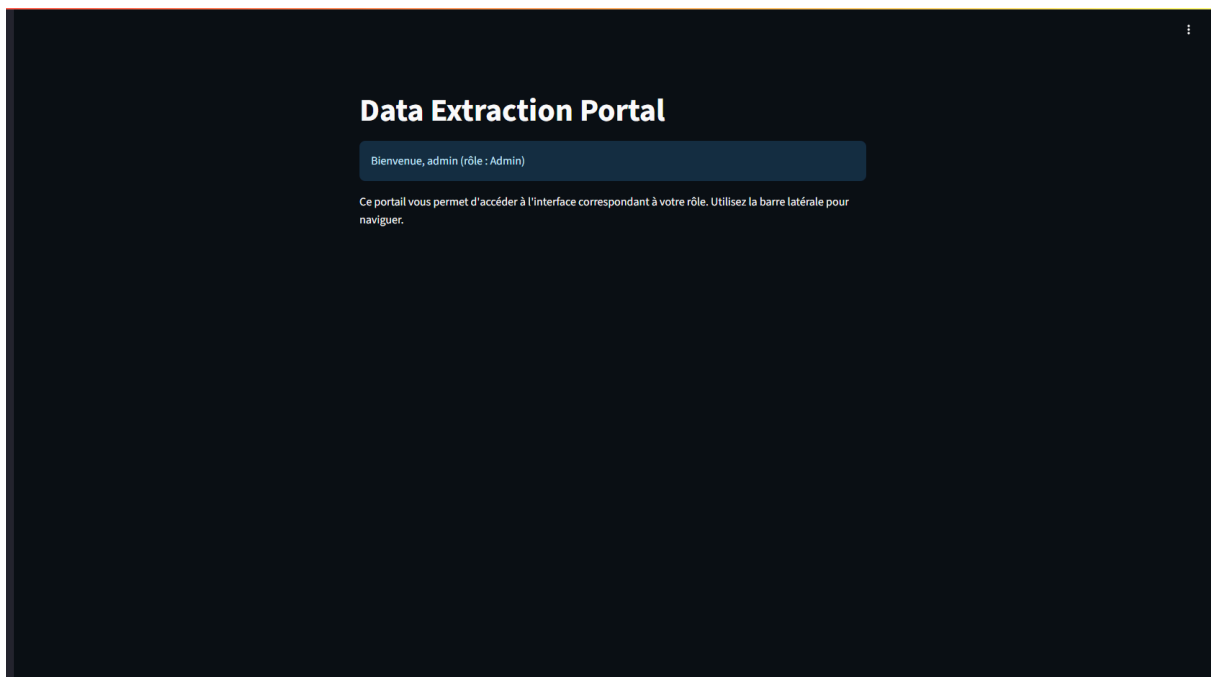 Data Extraction Portal
Bienvenue, admin (rôle : Admin)
Ce portail vous permet d'accéder à l'interface correspondant à votre rôle. Utilisez la barre latérale pour
naviguer.